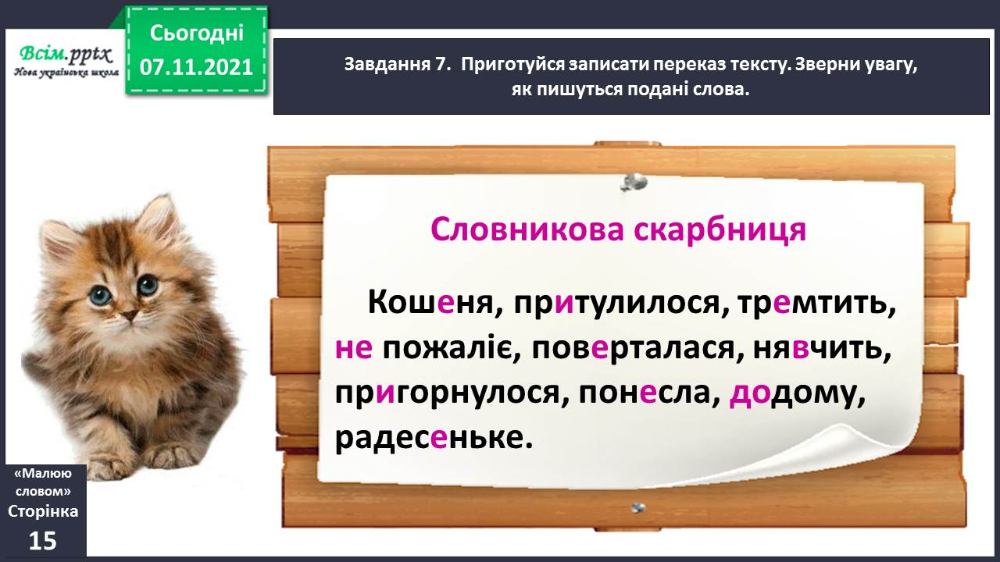 Всім.pptx
Нова українська школа
Сьогодні
07.11.2021
Завдання 7. Приготуйся записати переказ тексту. Зверни увагу,
як пишуться подані слова.
Словникова скарбниця
Кошеня, притулилося, тремтить,
не пожаліє, поверталася, нявчить,
пригорнулося, понесла, додому,
радесеньке.
«Малюю
словом»
Сторінка
15